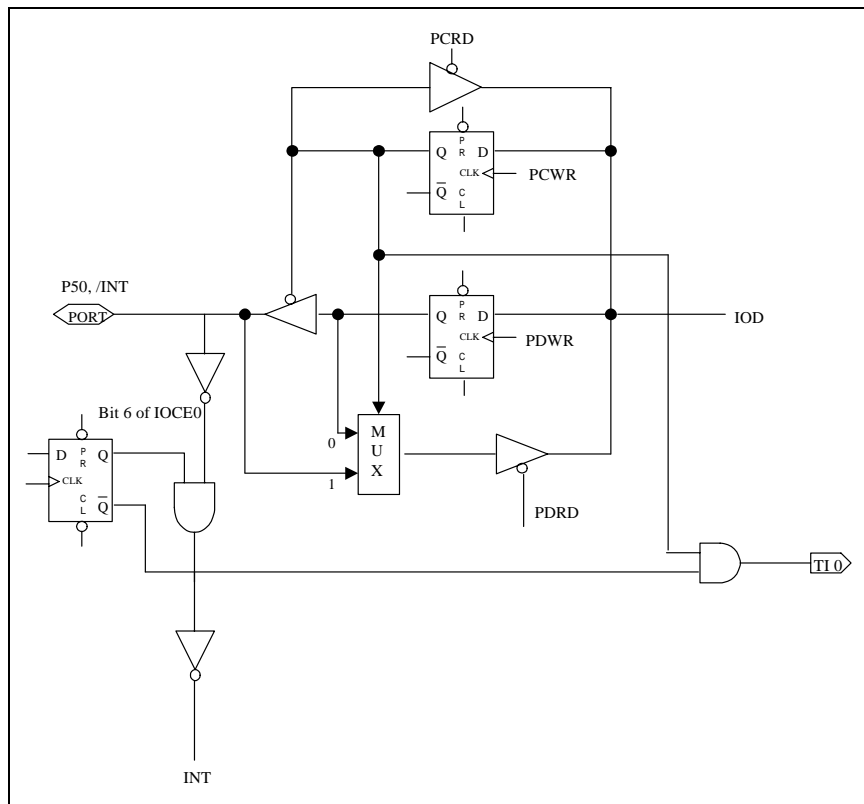 PCRD
P
R
Q
D
CLK
PCWR
Q
C
L
P50, /INT
PORT
P
R
Q
D
CLK
PDWR
Q
C
L
IOD
Bit 6 of IOCE0
0
1
M
U
X
D
P
R
Q
CLK
C
L
Q
PDRD
TI 0
INT